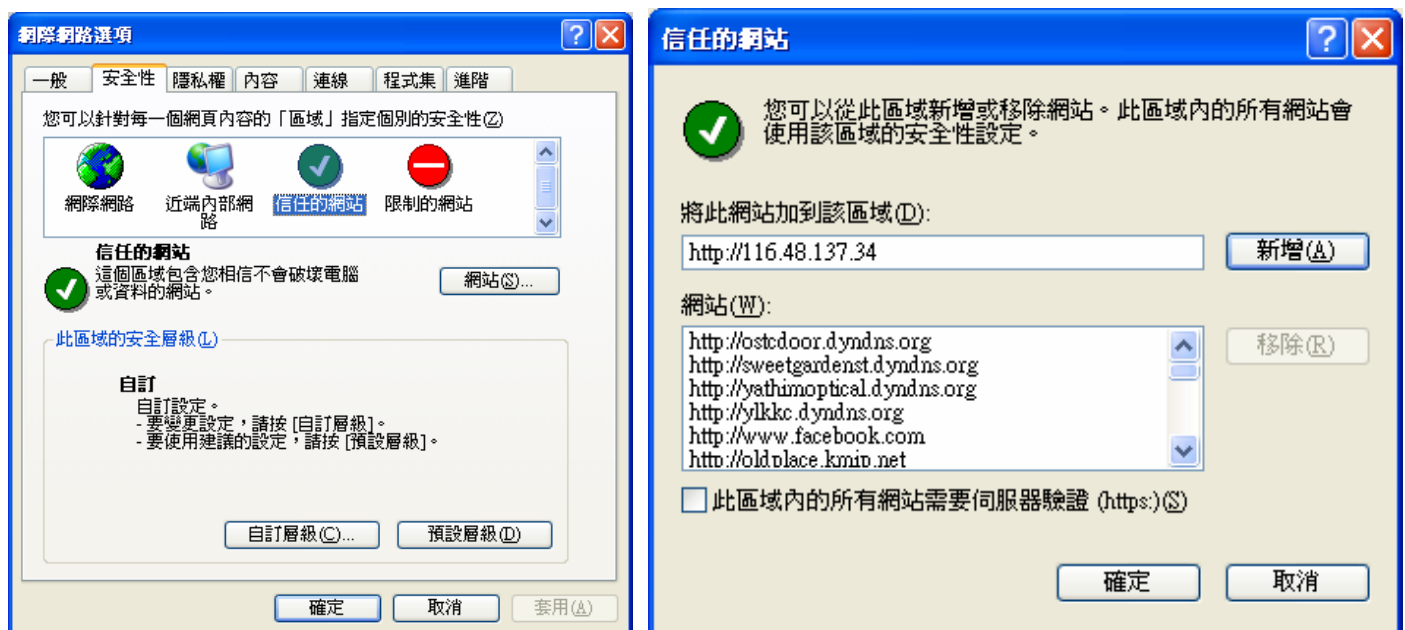 網際網路選項
一般 安全性 隱私權 內容 連線 程式集 進階
您可以針對每一個網頁內容的「區域」指定個別的安全性(Z)
網際網路 近端內部網路 信任的網站 限制的網站
信任的網站
這個區域包含您相信不會破壞電腦
或資料的網站。
網站(S)...
此區域的安全層級(L)
自訂
自訂設定。
- 要變更設定，請按 [自訂層級]。
- 要使用建議的設定，請按 [預設層級]。
自訂層級(C)... 預設層級(D)
確定 取消 套用(A)
信任的網站
您可以從此區域新增或移除網站。此區域內的所有網站會
使用該區域的安全性設定。
將此網站加到該區域(D):
http://116.48.137.34 新增(A)
網站(W):
http://ostcdoor.dyndns.org 移除(R)
http://sweetgardenst.dyndns.org
http://yathimoptical.dyndns.org
http://ylkkc.dyndns.org
http://www.facebook.com
http://oldplace.kmip.net
此區域內的所有網站需要伺服器驗證 (https:)(S)
確定 取消